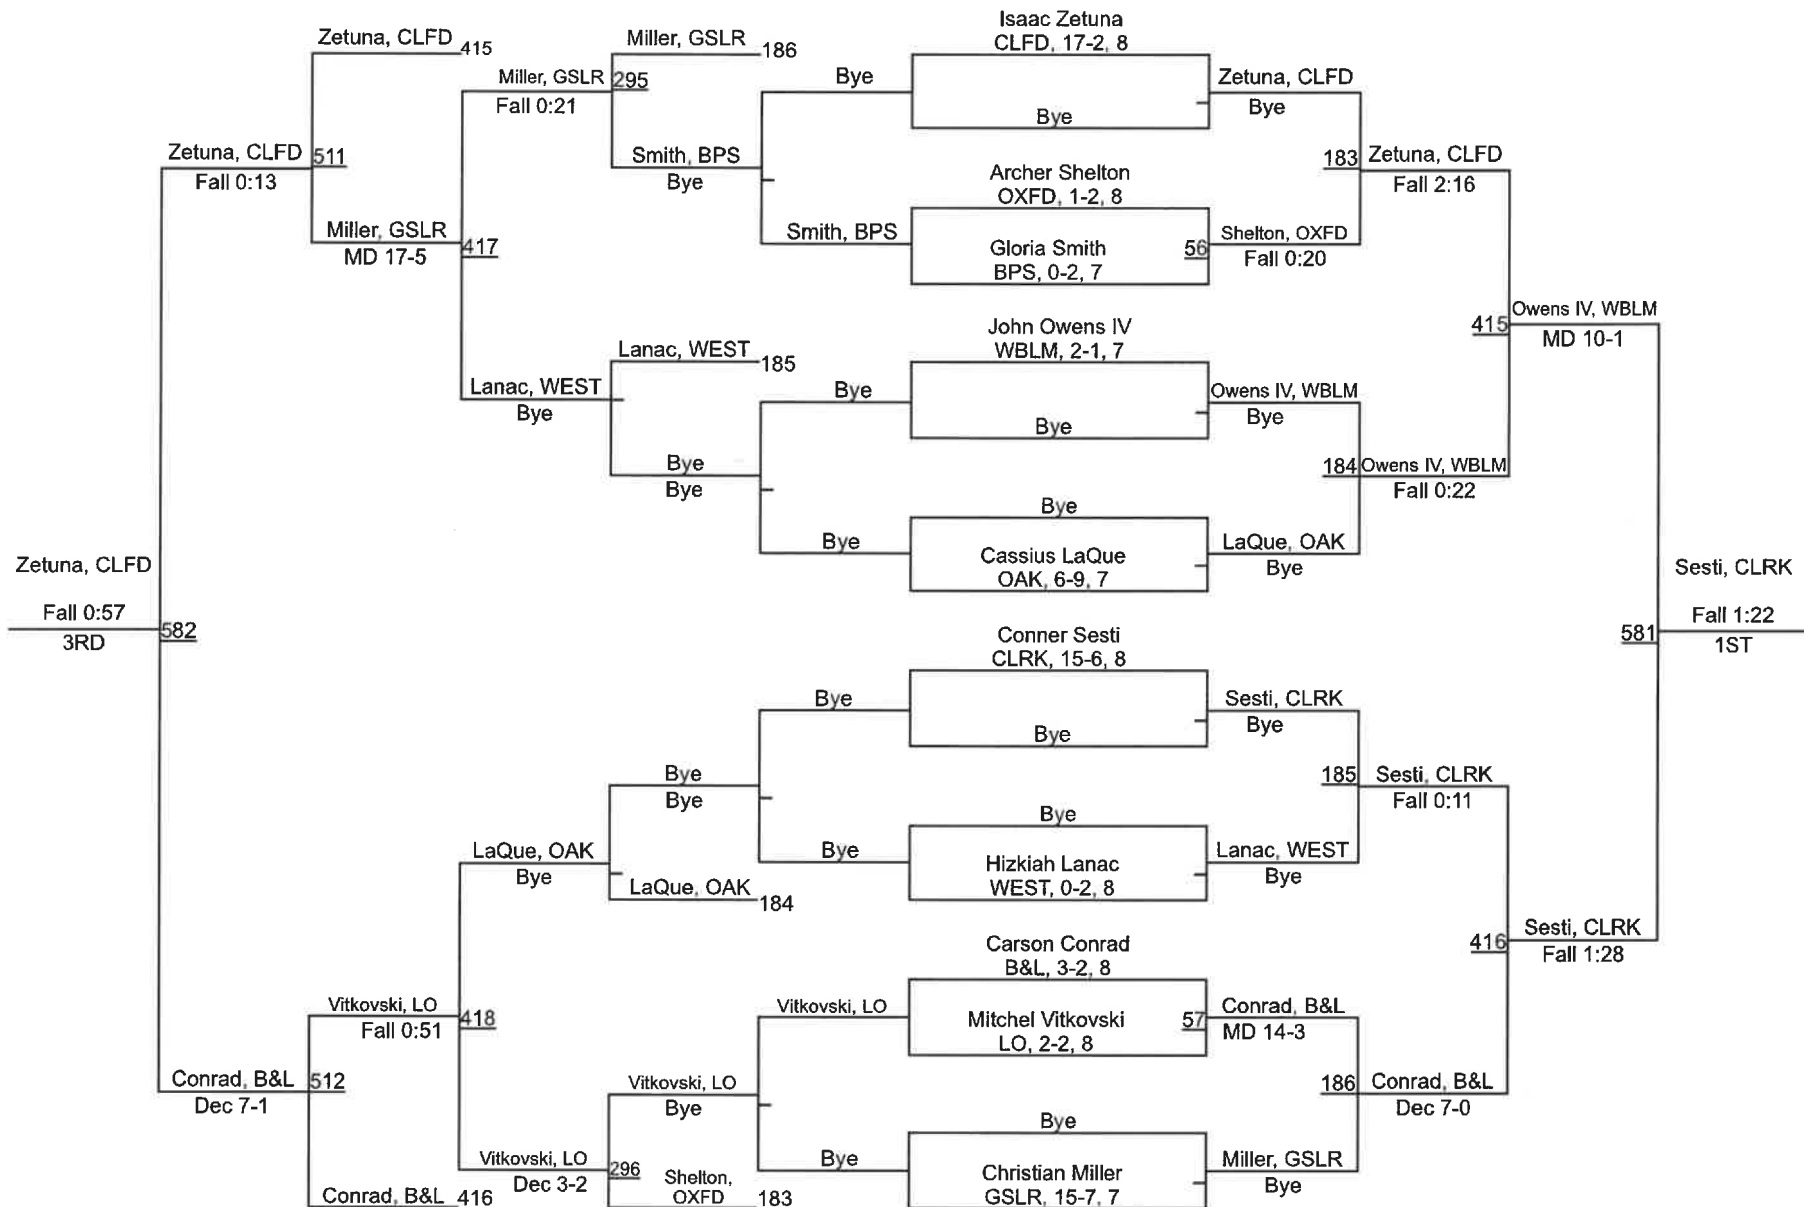 Isaac Zetuna
CLFD, 17-2, 8
Zetuna, CLFD
415
Miller, GSLR
186
Miller, GSLR
295
Fall 0:21
Bye
Bye
Zetuna, CLFD
Bye
Zetuna, CLFD
511
Fall 0:13
Smith, BPS
Bye
Archer Shelton
OXFD, 1-2, 8
183
Zetuna, CLFD
Fall 2:16
Miller, GSLR
417
MD 17-5
Smith, BPS
Gloria Smith
BPS, 0-2, 7
56
Shelton, OXFD
Fall 0:20
John Owens IV
WBLM, 2-1, 7
415
Owens IV, WBLM
MD 10-1
Lanac, WEST
185
Lanac, WEST
Bye
Bye
Bye
Owens IV, WBLM
Bye
Bye
Bye
184
Owens IV, WBLM
Fall 0:22
Bye
Bye
Cassius LaQue
OAK, 6-9, 7
LaQue, OAK
Bye
Zetuna, CLFD
Fall 0:57
582
3RD
Sesti, CLRK
Fall 1:22
581
1ST
Conner Sesti
CLRK, 15-6, 8
Bye
Bye
Sesti, CLRK
Bye
Bye
Bye
185
Sesti, CLRK
Fall 0:11
Bye
LaQue, OAK
Bye
Bye
Hizkiah Lanac
WEST, 0-2, 8
Lanac, WEST
Bye
LaQue, OAK
184
Carson Conrad
B&L, 3-2, 8
416
Sesti, CLRK
Fall 1:28
Vitkovski, LO
418
Fall 0:51
Vitkovski, LO
Mitchel Vitkovski
LO, 2-2, 8
57
Conrad, B&L
MD 14-3
Conrad, B&L
512
Dec 7-1
Vitkovski, LO
Bye
186
Conrad, B&L
Dec 7-0
Bye
Vitkovski, LO
296
Dec 3-2
Bye
Christian Miller
GSLR, 15-7, 7
Miller, GSLR
Bye
Conrad, B&L
416
Shelton,
OXFD
183